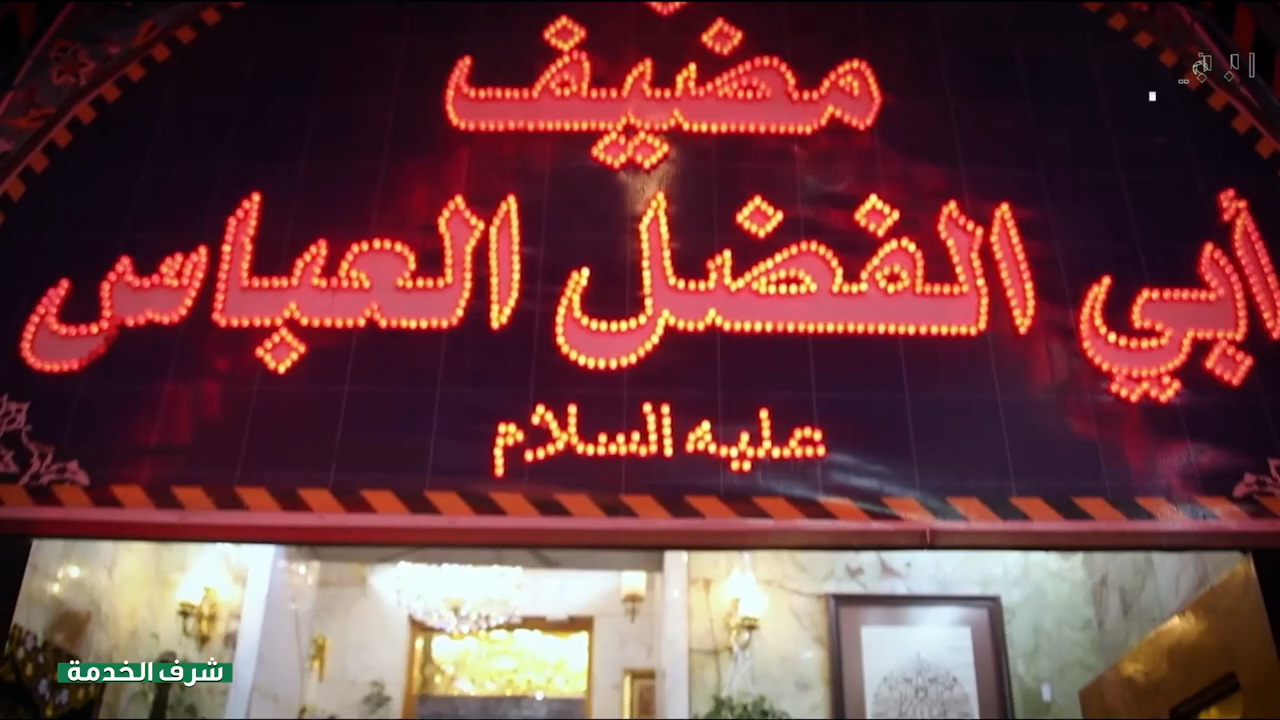 مضيف
أبي الفضل العباس
عليه السلام
شرف الخدمة